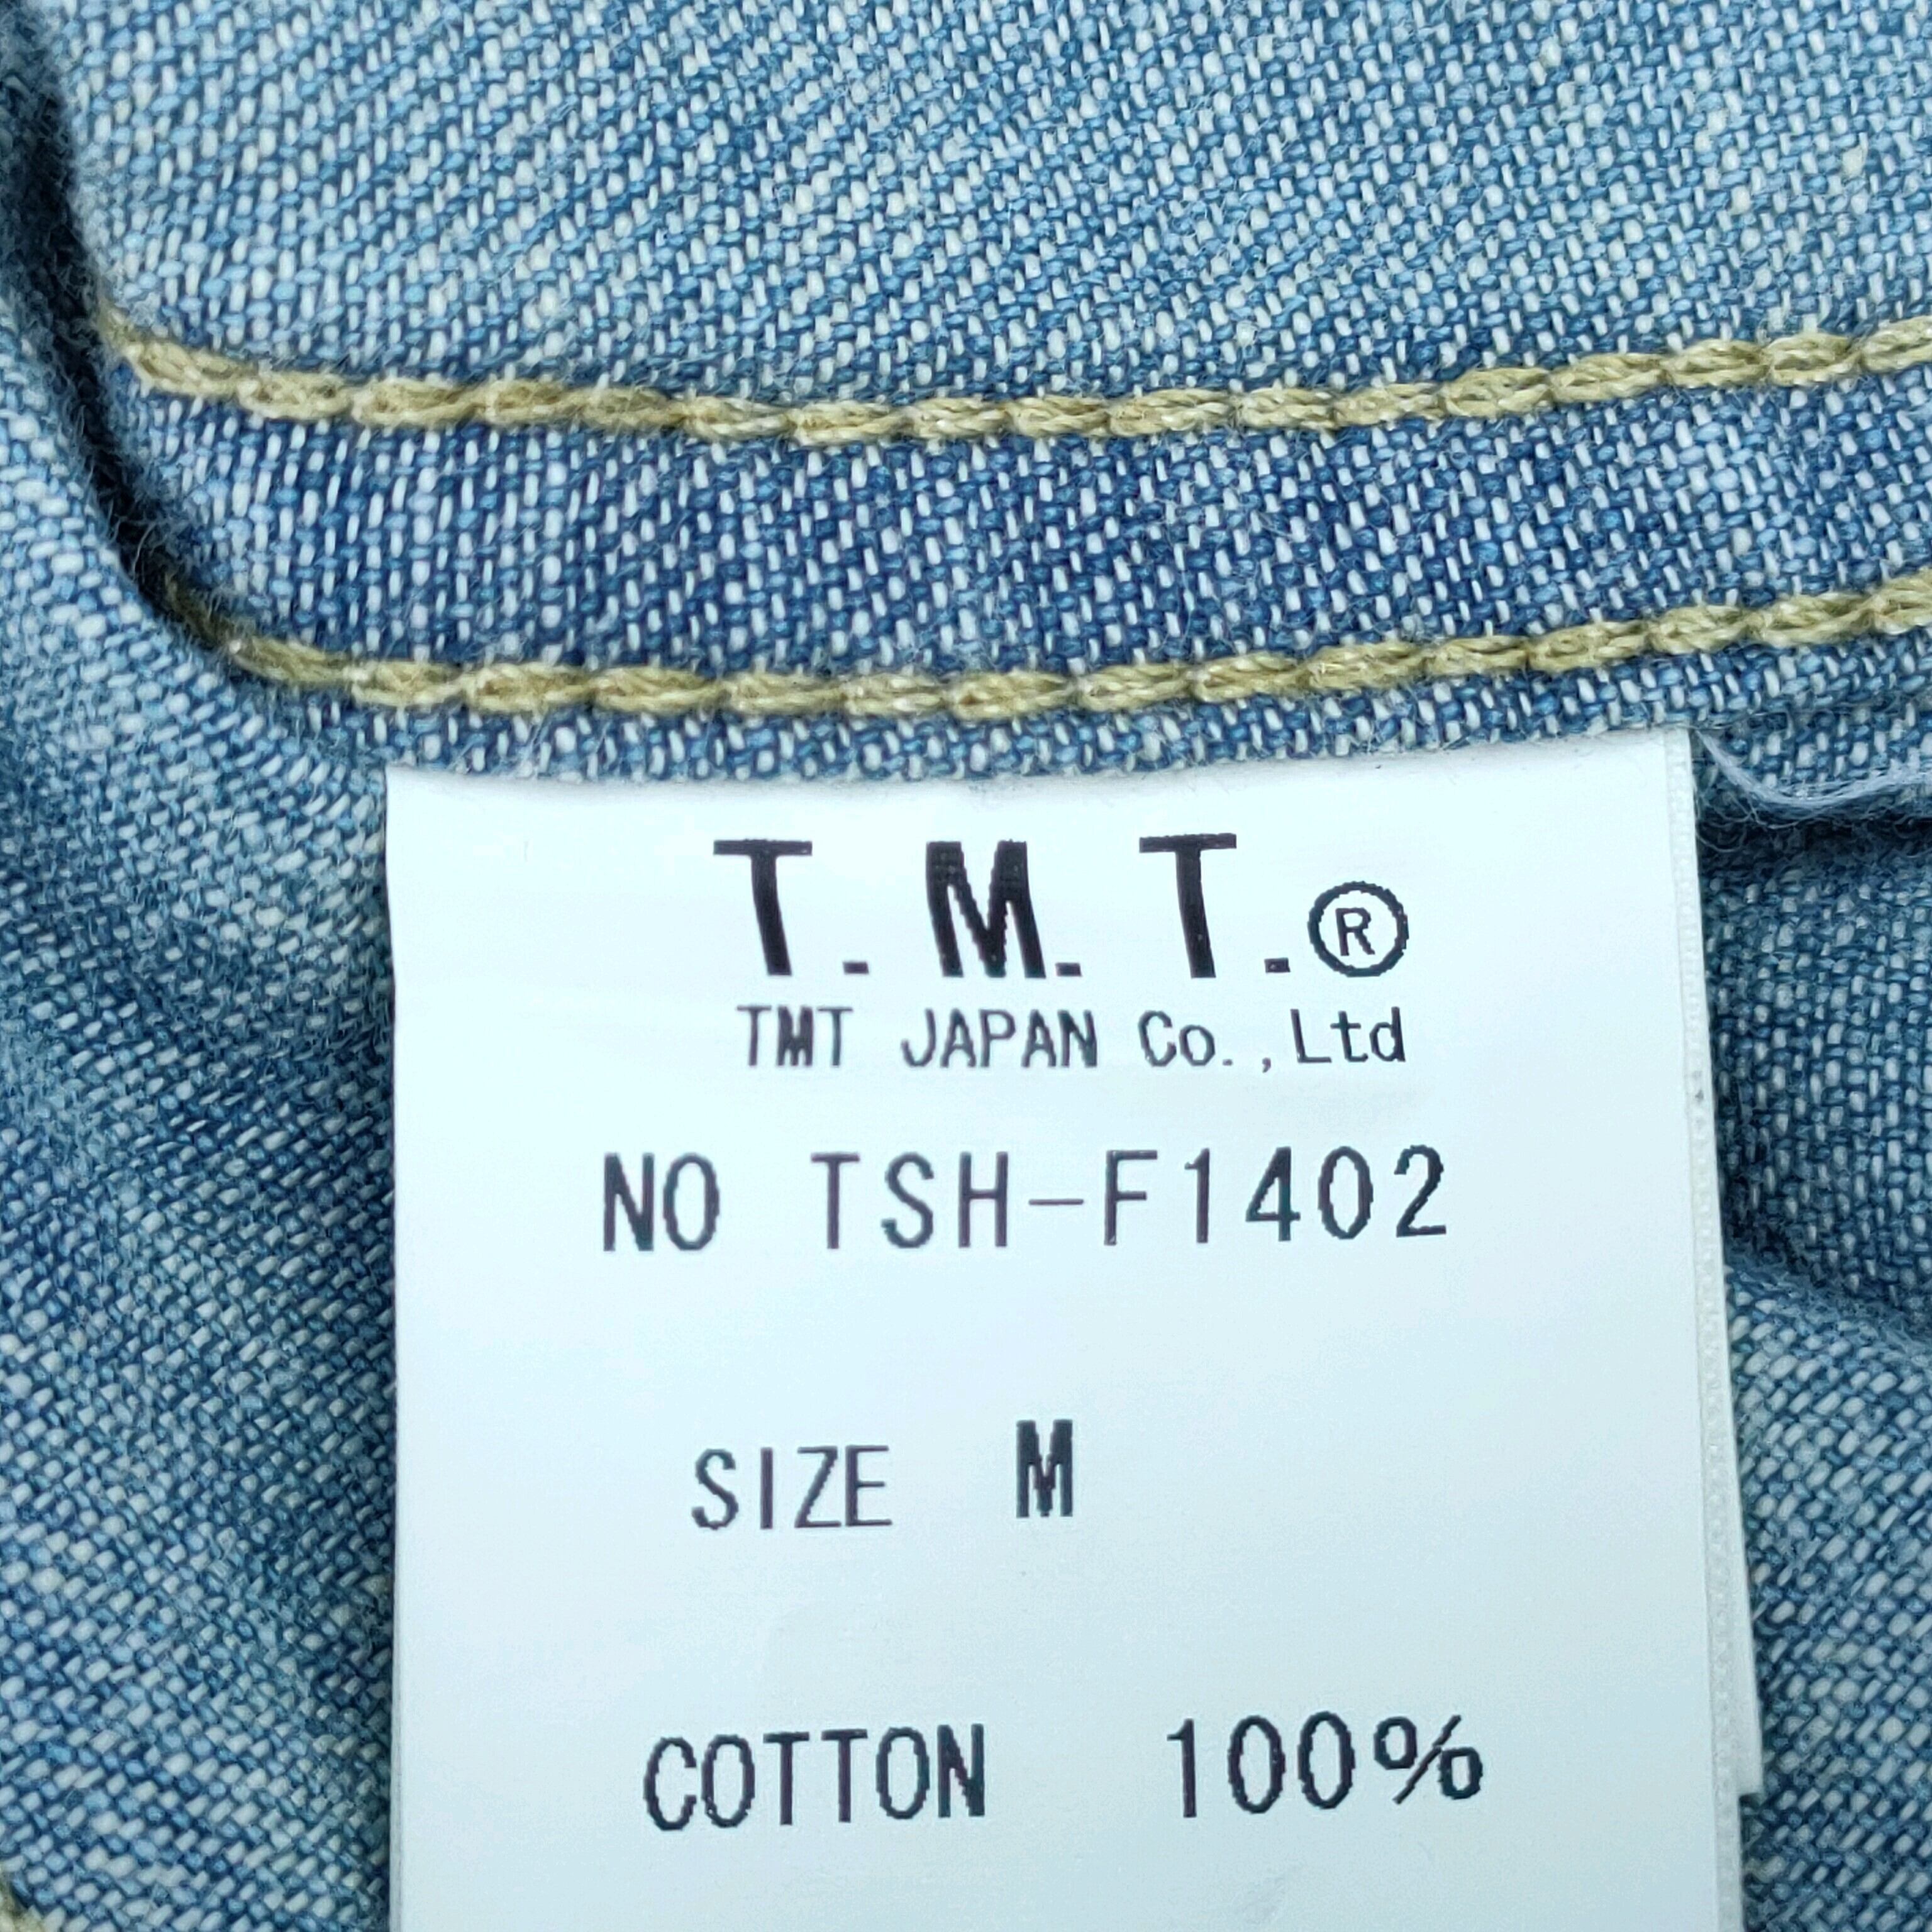 T.M.T.®
TMT JAPAN Co.,Ltd
NO TSH-F1402
SIZE M
COTTON 100%